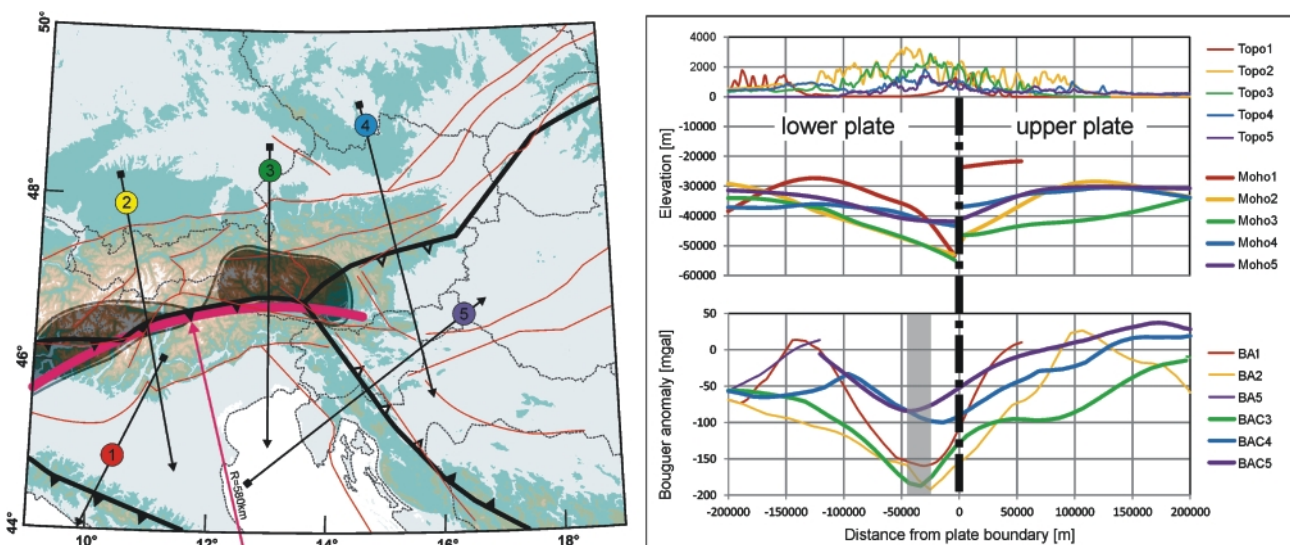 50°
48°
46°
44°
10°
12°
14°
16°
18°
1
2
3
4
5
R=580km
4000
2000
0
-10000
-20000
-30000
-40000
-50000
-60000
Elevation [m]
lower plate
upper plate
Topo1
Topo2
Topo3
Topo4
Topo5
Moho1
Moho2
Moho3
Moho4
Moho5
50
0
-50
-100
-150
-200
Bouguer anomaly [mgal]
BA1
BA2
BA5
BAC3
BAC4
BAC5
-200000 -150000 -100000 -50000 0 50000 100000 150000 200000
Distance from plate boundary [m]